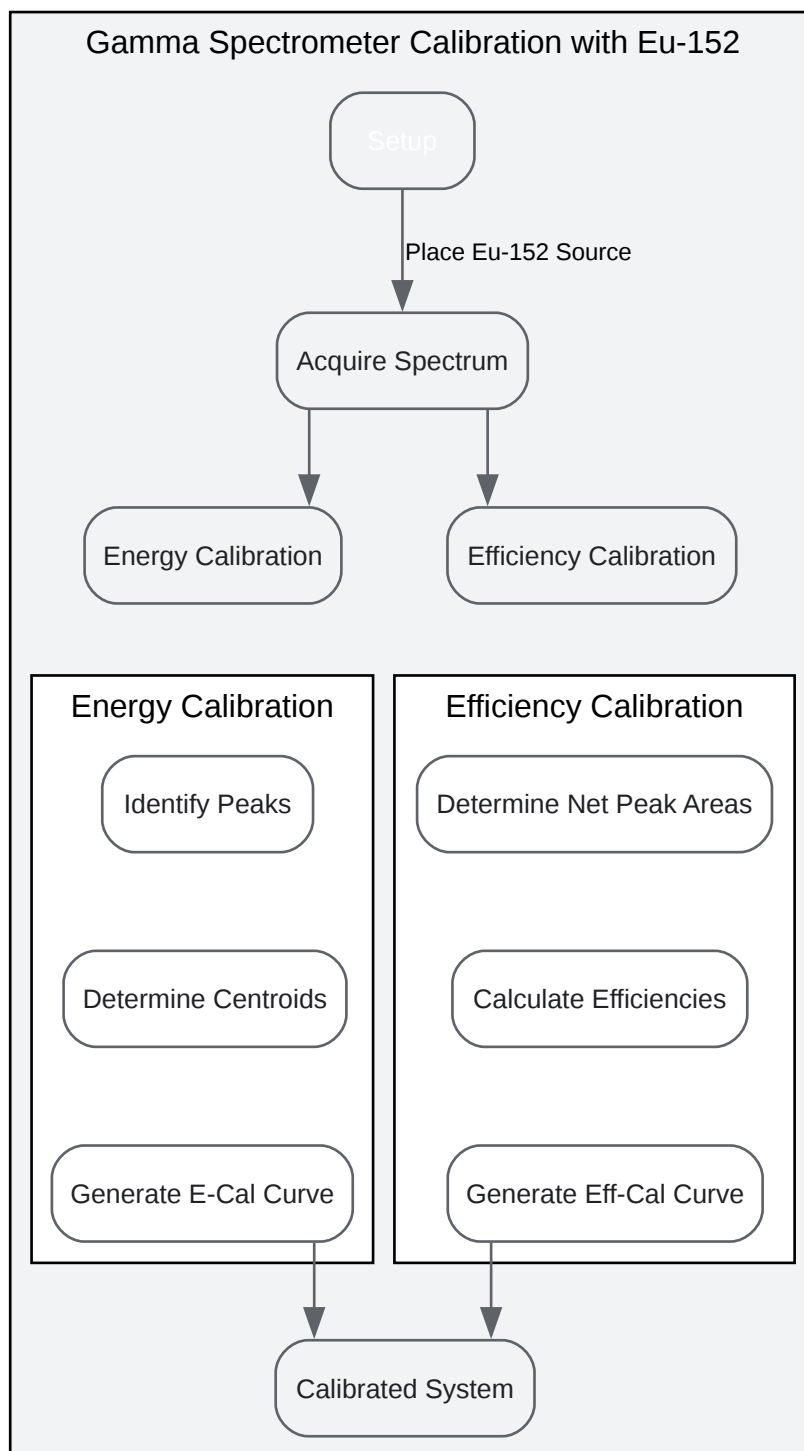 Gamma Spectrometer Calibration with Eu-152
Setup
Place Eu-152 Source
Acquire Spectrum
Energy Calibration
Efficiency Calibration
Energy Calibration
Identify Peaks
Determine Centroids
Generate E-Cal Curve
Efficiency Calibration
Determine Net Peak Areas
Calculate Efficiencies
Generate Eff-Cal Curve
Calibrated System